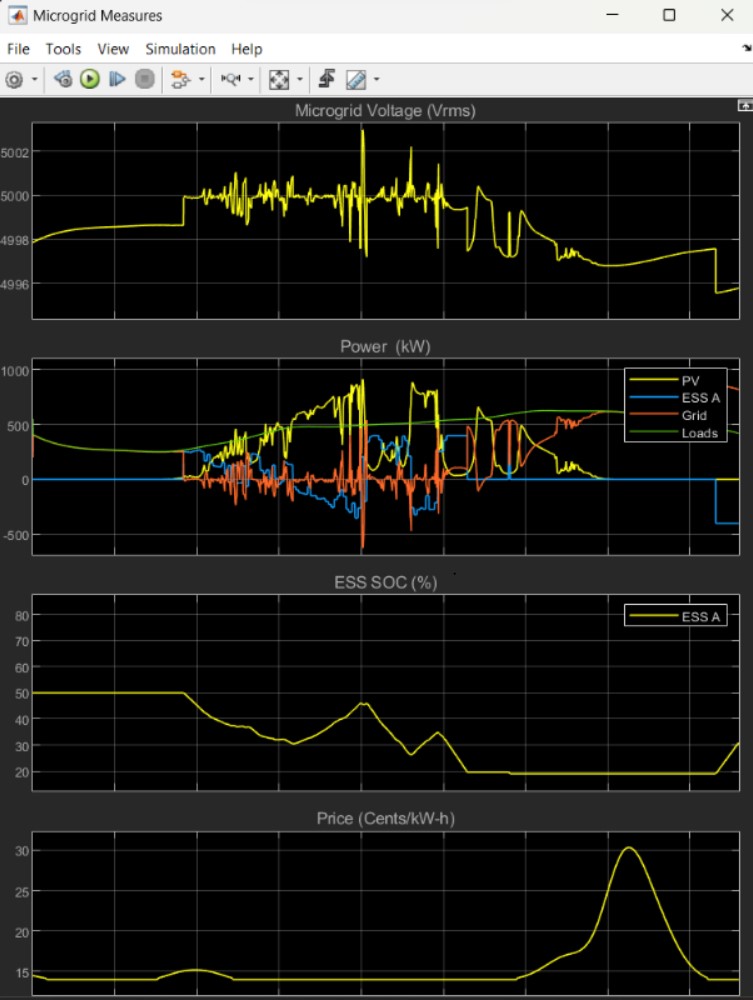 Microgrid Measures
File Tools View Simulation Help
Microgrid Voltage (Vrms)
5002
5000
4998
4996
Power (kW)
1000
500
0
-500
PV
ESS A
Grid
Loads
ESS SOC (%)
80
70
60
50
40
30
20
ESS A
Price (Cents/kW-h)
30
25
20
15